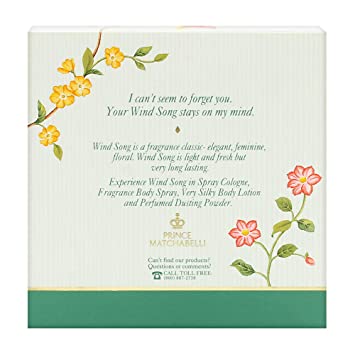 I can't seem to forget you.
Your Wind Song stays on my mind.
Wind Song is a fragrance classic- elegant, feminine,
floral. Wind Song is light and fresh but
very long lasting.
Experience Wind Song in Spray Cologne,
Fragrance Body Spray, Very Silky Body Lotion
and Perfumed Dusting Powder.
PRINCE
MATCHABELLI
Can't find our products?
Questions or comments?
CALL TOLL FREE
(800) 887-2738